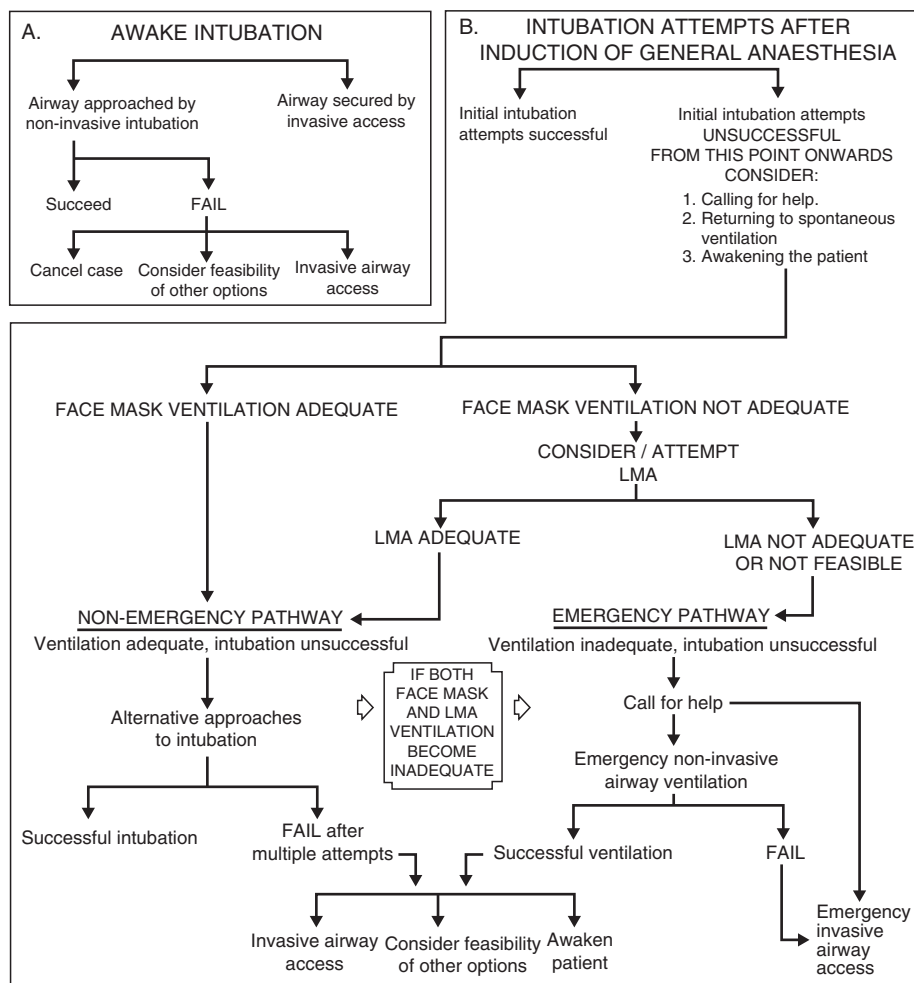 A. AWAKE INTUBATION
Airway approached by
non-invasive intubation
Airway secured by
invasive access
Succeed
FAIL
Cancel case
Consider feasibility
of other options
Invasive airway
access
B. INTUBATION ATTEMPTS AFTER
INDUCTION OF GENERAL ANAESTHESIA
Initial intubation
attempts successful
Initial intubation attempts
UNSUCCESSFUL
FROM THIS POINT ONWARDS
CONSIDER:
1. Calling for help.
2. Returning to spontaneous
ventilation
3. Awakening the patient
FACE MASK VENTILATION ADEQUATE
FACE MASK VENTILATION NOT ADEQUATE
CONSIDER / ATTEMPT
LMA
LMA ADEQUATE
LMA NOT ADEQUATE
OR NOT FEASIBLE
NON-EMERGENCY PATHWAY
Ventilation adequate, intubation unsuccessful
EMERGENCY PATHWAY
Ventilation inadequate, intubation unsuccessful
IF BOTH
FACE MASK
AND LMA
VENTILATION
BECOME
INADEQUATE
Alternative approaches
to intubation
Call for help
Emergency non-invasive
airway ventilation
Successful intubation
FAIL after
multiple attempts
Successful ventilation
FAIL
Invasive airway
access
Consider feasibility
of other options
Awaken
patient
Emergency
invasive
airway
access